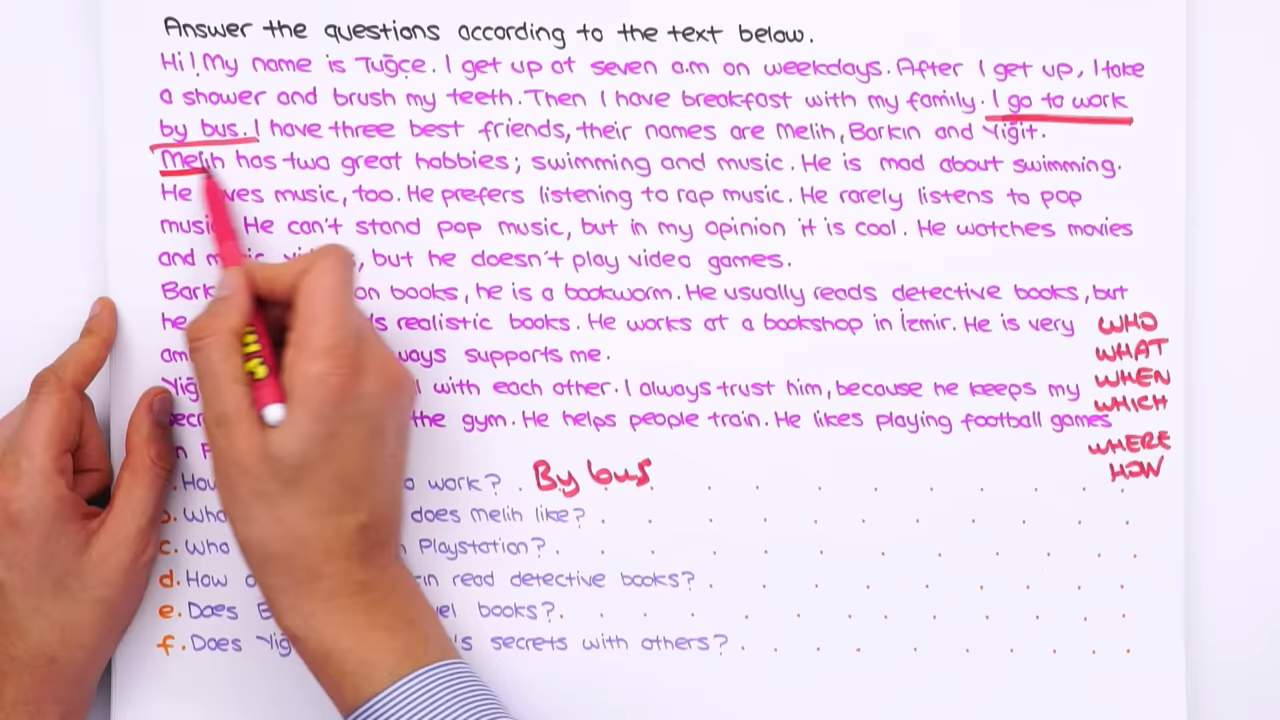 Answer the questions according to the text below.
Hi! My name is Tuğçe. I get up at seven a.m on weekdays. After I get up, I take
a shower and brush my teeth. Then I have breakfast with my family. I go to work
by bus. I have three best friends, their names are Melih, Barkın and Yiğit.
Melih has two great hobbies; swimming and music. He is mad about swimming.
He music, too. He prefers listening to rap music. He rarely listens to pop
He can't stand pop music, but in my opinion it is cool. He watches movies
and but he doesn't play video games.
on books, he is a bookworm. He usually reads detective books, but
he realistic books. He works at a bookshop in İzmir. He is very
supports me.
with each other. I always trust him, because he keeps my
the gym. He helps people train. He likes playing football games
WHO
WHAT
WHEN
WHICH
WHERE
HOW
work? By bus
does Melih like?
c. Who Playstation?
d. How read detective books?
e. Does books?
f. Does secrets with others?